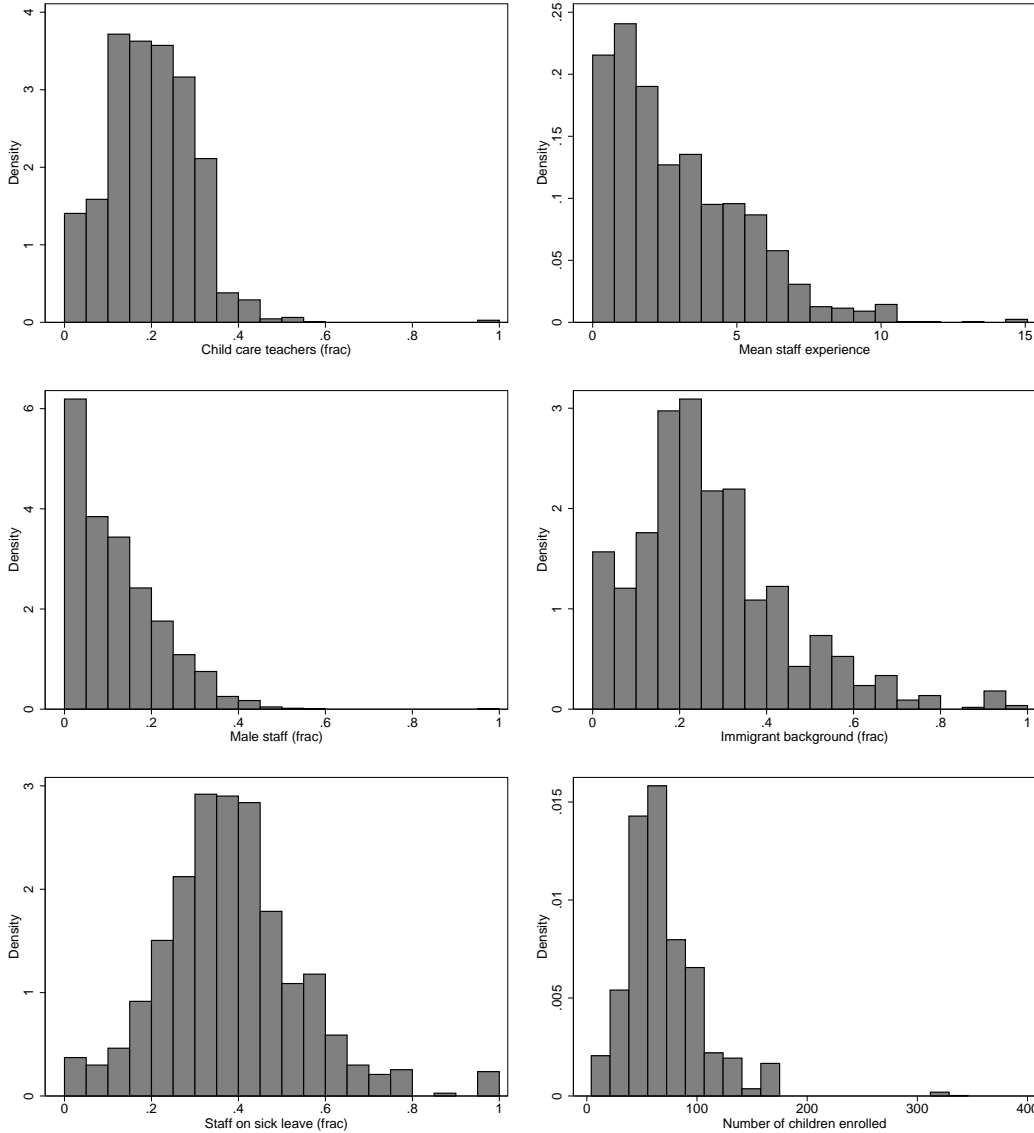 0
1
2
3
4
Density
0 .2 .4 .6 .8 1
Child care teachers (frac)
0
.05
.1
.15
.2
.25
Density
0 5 10 15
Mean staff experience
0
2
4
6
Density
0 .2 .4 .6 .8 1
Male staff (frac)
0
1
2
3
Density
0 .2 .4 .6 .8 1
Immigrant background (frac)
0
1
2
3
Density
0 .2 .4 .6 .8 1
Staff on sick leave (frac)
0
.005
.01
.015
Density
0 100 200 300 400
Number of children enrolled